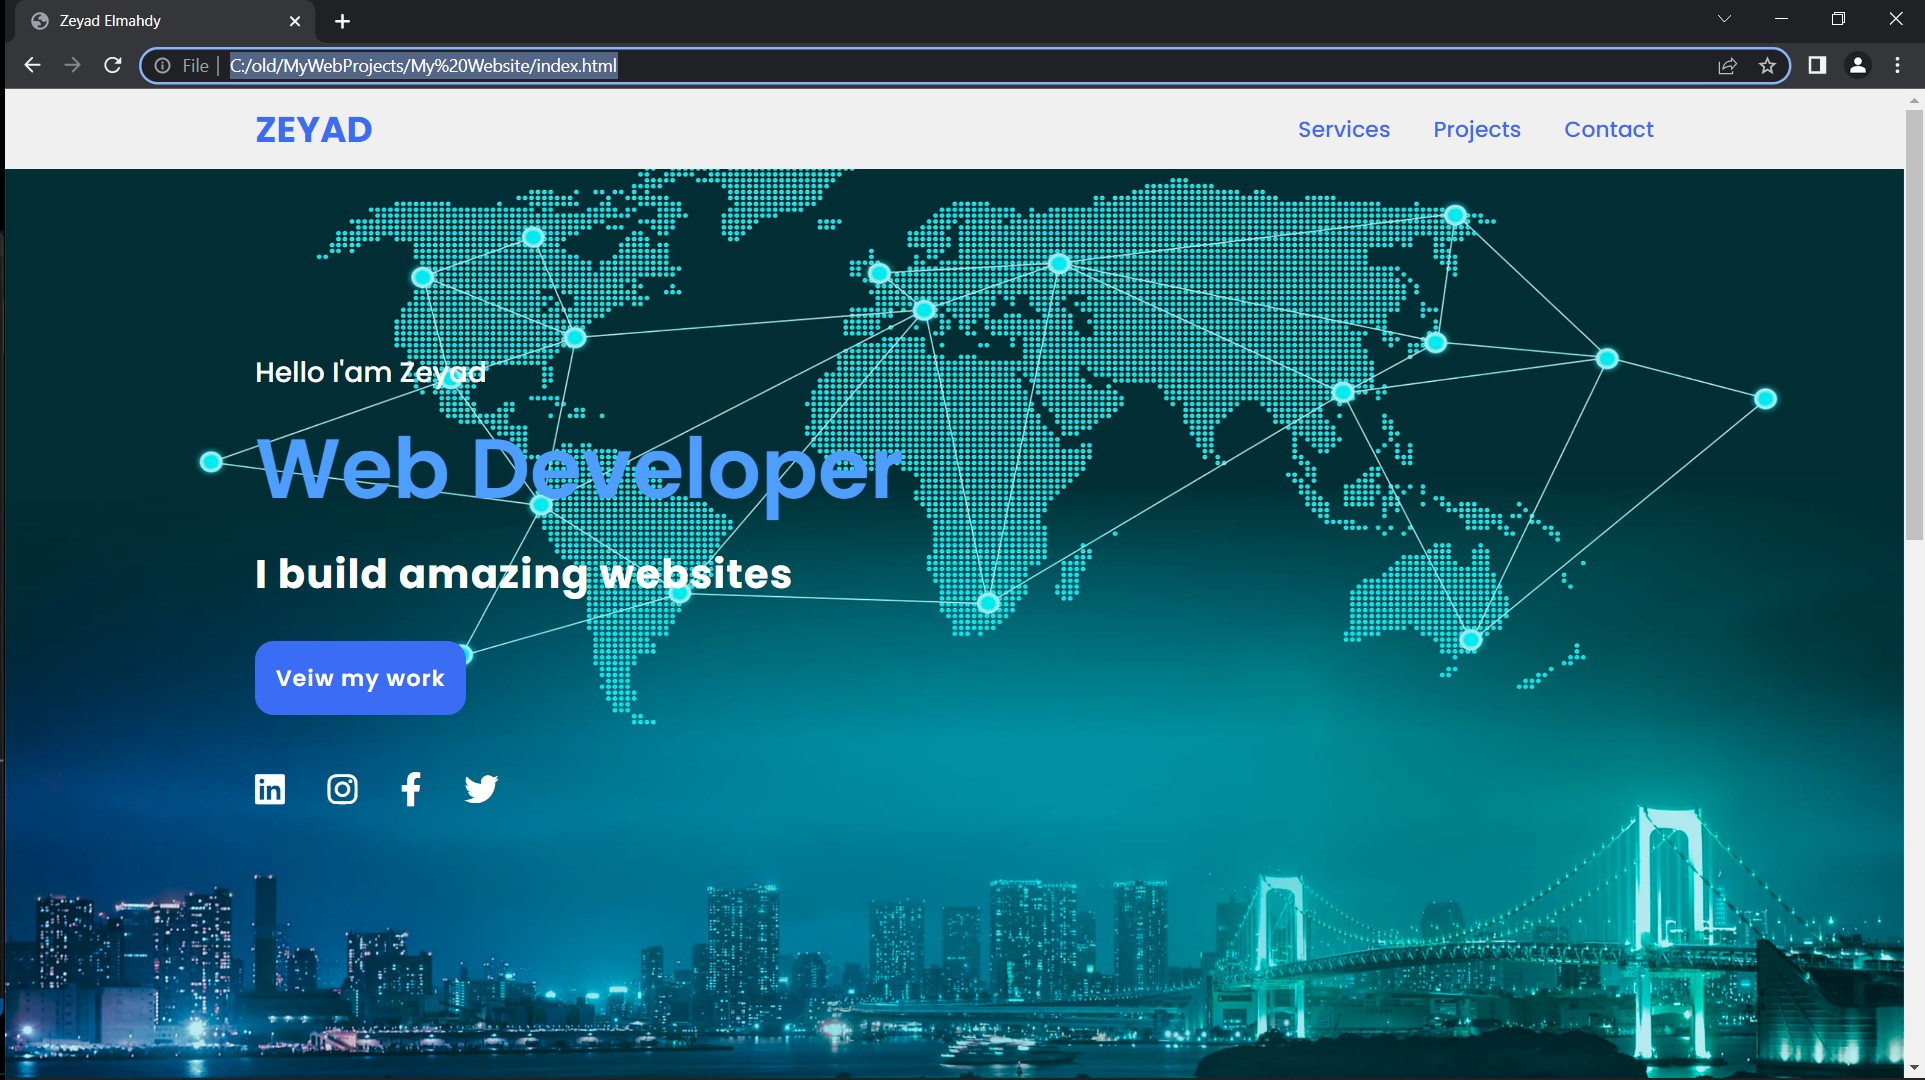 Zeyad Elmahdy
File | C:/old/MyWebProjects/My%20Website/index.html
ZEYAD
Services Projects Contact
Hello I'am Zeyad
Web Developer
I build amazing websites
Veiw my work